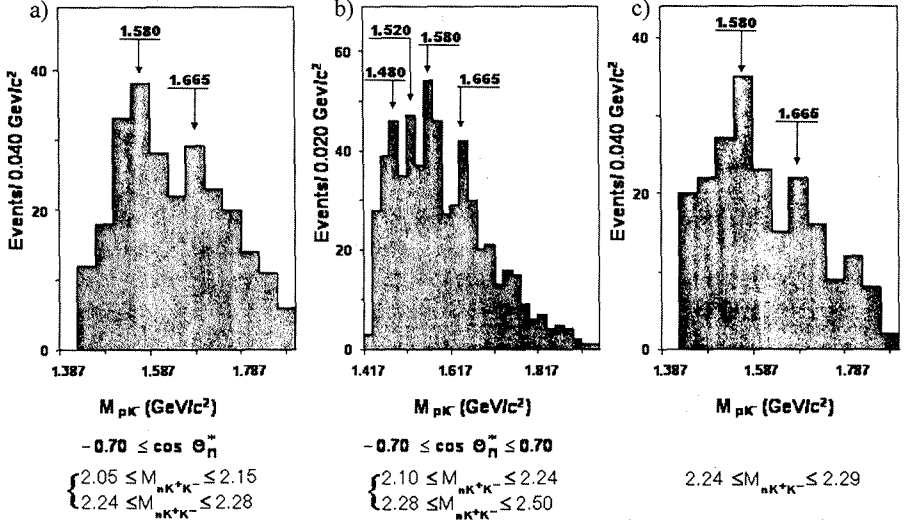 a)
Events/ 0.040 Gev/c²
40
20
0
1.580
1.665
1.387
1.587
1.787
M pK⁻ (GeV/c²)
-0.70 ≤ cos Θ*n
2.05 ≤M nK⁺K⁻ ≤ 2.15
2.24 ≤M nK⁺K⁻ ≤ 2.28
b)
Events/ 0.020 GeV/c²
60
40
20
0
1.520
1.580
1.480
1.665
1.417
1.617
1.817
M pK⁻ (GeV/c²)
-0.70 ≤ cos Θ*n ≤ 0.70
2.10 ≤ M nK⁺K⁻ ≤ 2.24
2.28 ≤ M nK⁺K⁻ ≤ 2.50
c)
Events/ 0.040 GeV/c²
40
20
0
1.580
1.665
1.387
1.587
1.787
M pK⁻ (GeV/c²)
2.24 ≤M nK⁺K⁻ ≤ 2.29